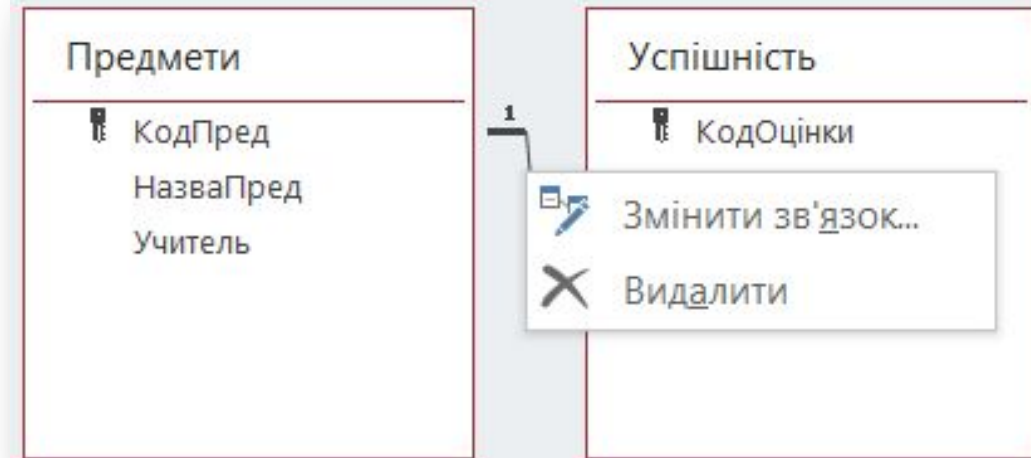 Предмети
КодПред
НазваПред
Учитель
1
Успішність
КодОцінки
Змінити зв'язок...
Видалити